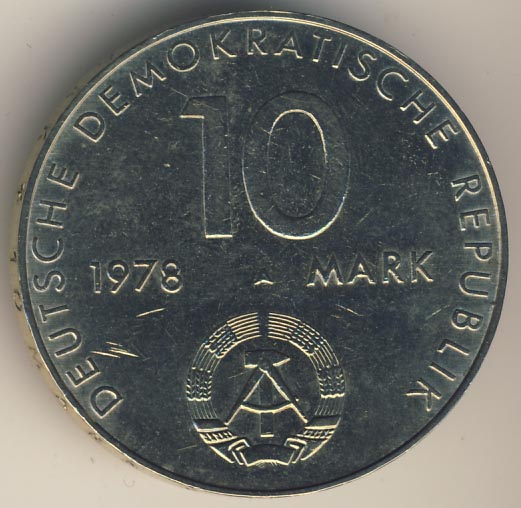 DEUTSCHE DEMOKRATISCHE REPUBLIK
10
1978 MARK